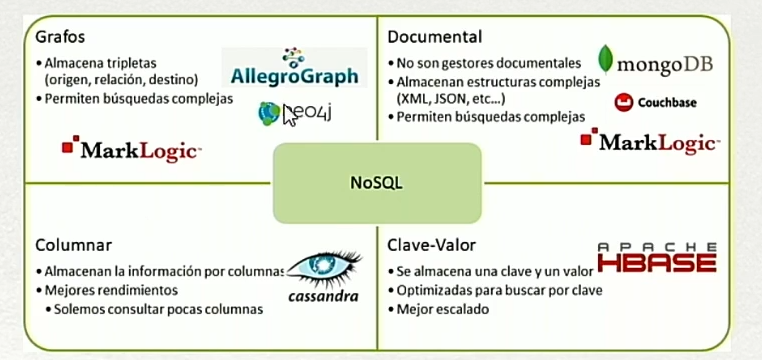 Grafos
• Almacena tripletas
(origen, relación, destino)
• Permiten búsquedas complejas
AllegroGraph
neo4j
MarkLogic™
Documental
• No son gestores documentales
• Almacenan estructuras complejas
(XML, JSON, etc...)
• Permiten búsquedas complejas
mongoDB
Couchbase
MarkLogic™
NoSQL
Columnar
• Almacenan la información por columnas
• Mejores rendimientos
• Solemos consultar pocas columnas
cassandra
Clave-Valor
• Se almacena una clave y un valor
• Optimizadas para buscar por clave
• Mejor escalado
APACHE
HBASE